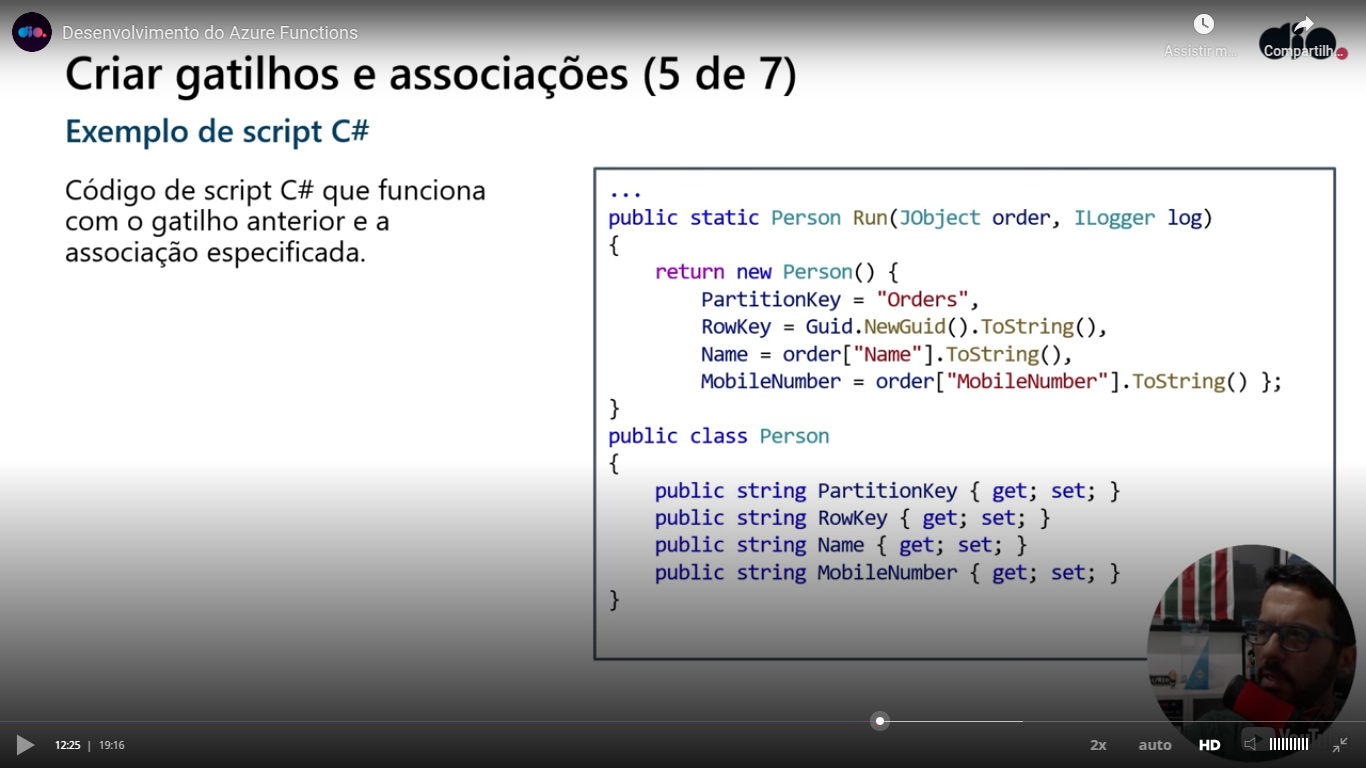 Desenvolvimento do Azure Functions
Assistir m...
Compartilh...
dio
Criar gatilhos e associações (5 de 7)
Exemplo de script C#
Código de script C# que funciona
com o gatilho anterior e a
associação especificada.
...
public static Person Run(JObject order, ILogger log)
{
    return new Person() {
        PartitionKey = "Orders",
        RowKey = Guid.NewGuid().ToString(),
        Name = order["Name"].ToString(),
        MobileNumber = order["MobileNumber"].ToString() };
}
public class Person
{
    public string PartitionKey { get; set; }
    public string RowKey { get; set; }
    public string Name { get; set; }
    public string MobileNumber { get; set; }
}
12:25 | 19:16
2x
auto
HD